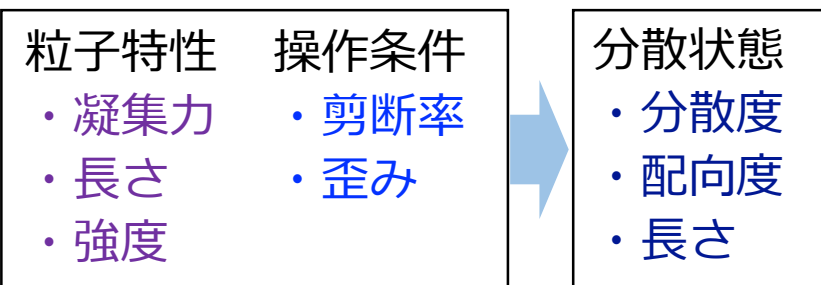 粒子特性
・凝集力
・長さ
・強度
操作条件
・剪断率
・歪み
分散状態
・分散度
・配向度
・長さ